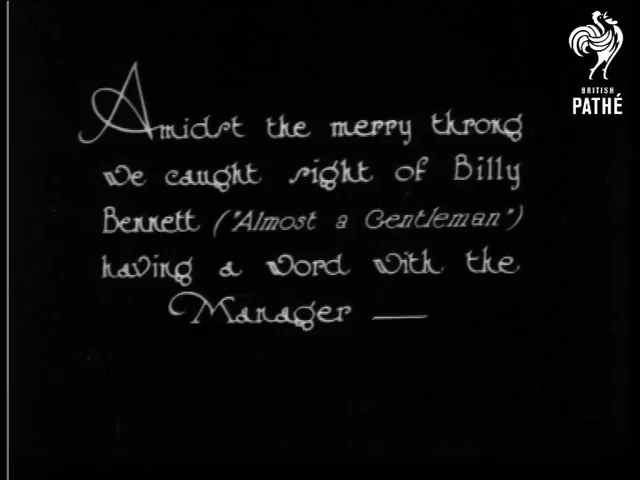 Amidst the merry throng
we caught sight of Billy
Bennett ("Almost a Gentleman")
having a word with the
Manager —
BRITISH
PATHÉ